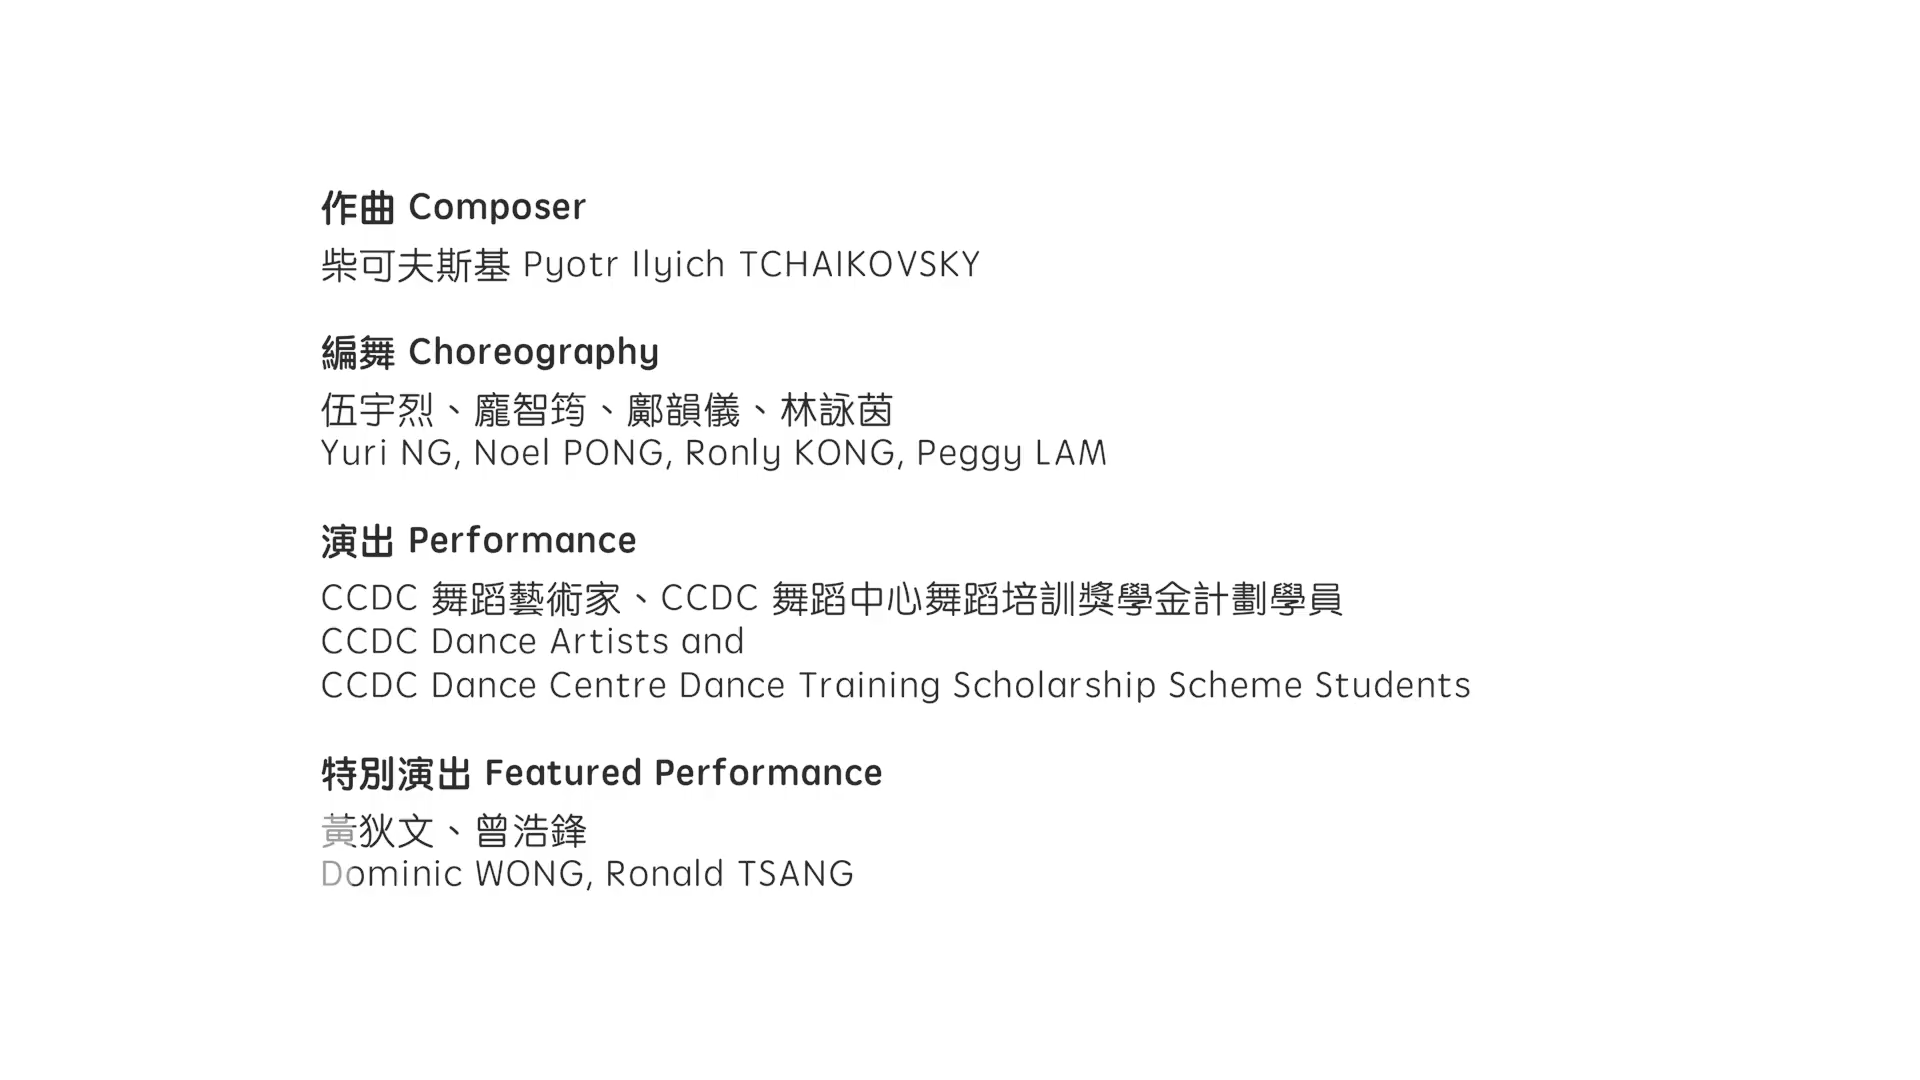 作曲 Composer
柴可夫斯基 Pyotr Ilyich TCHAIKOVSKY
編舞 Choreography
伍宇烈、龐智筠、鄺韻儀、林詠茵
Yuri NG, Noel PONG, Ronly KONG, Peggy LAM
演出 Performance
CCDC 舞蹈藝術家、CCDC 舞蹈中心舞蹈培訓獎學金計劃學員
CCDC Dance Artists and
CCDC Dance Centre Dance Training Scholarship Scheme Students
特別演出 Featured Performance
黃狄文、曾浩鋒
Dominic WONG, Ronald TSANG